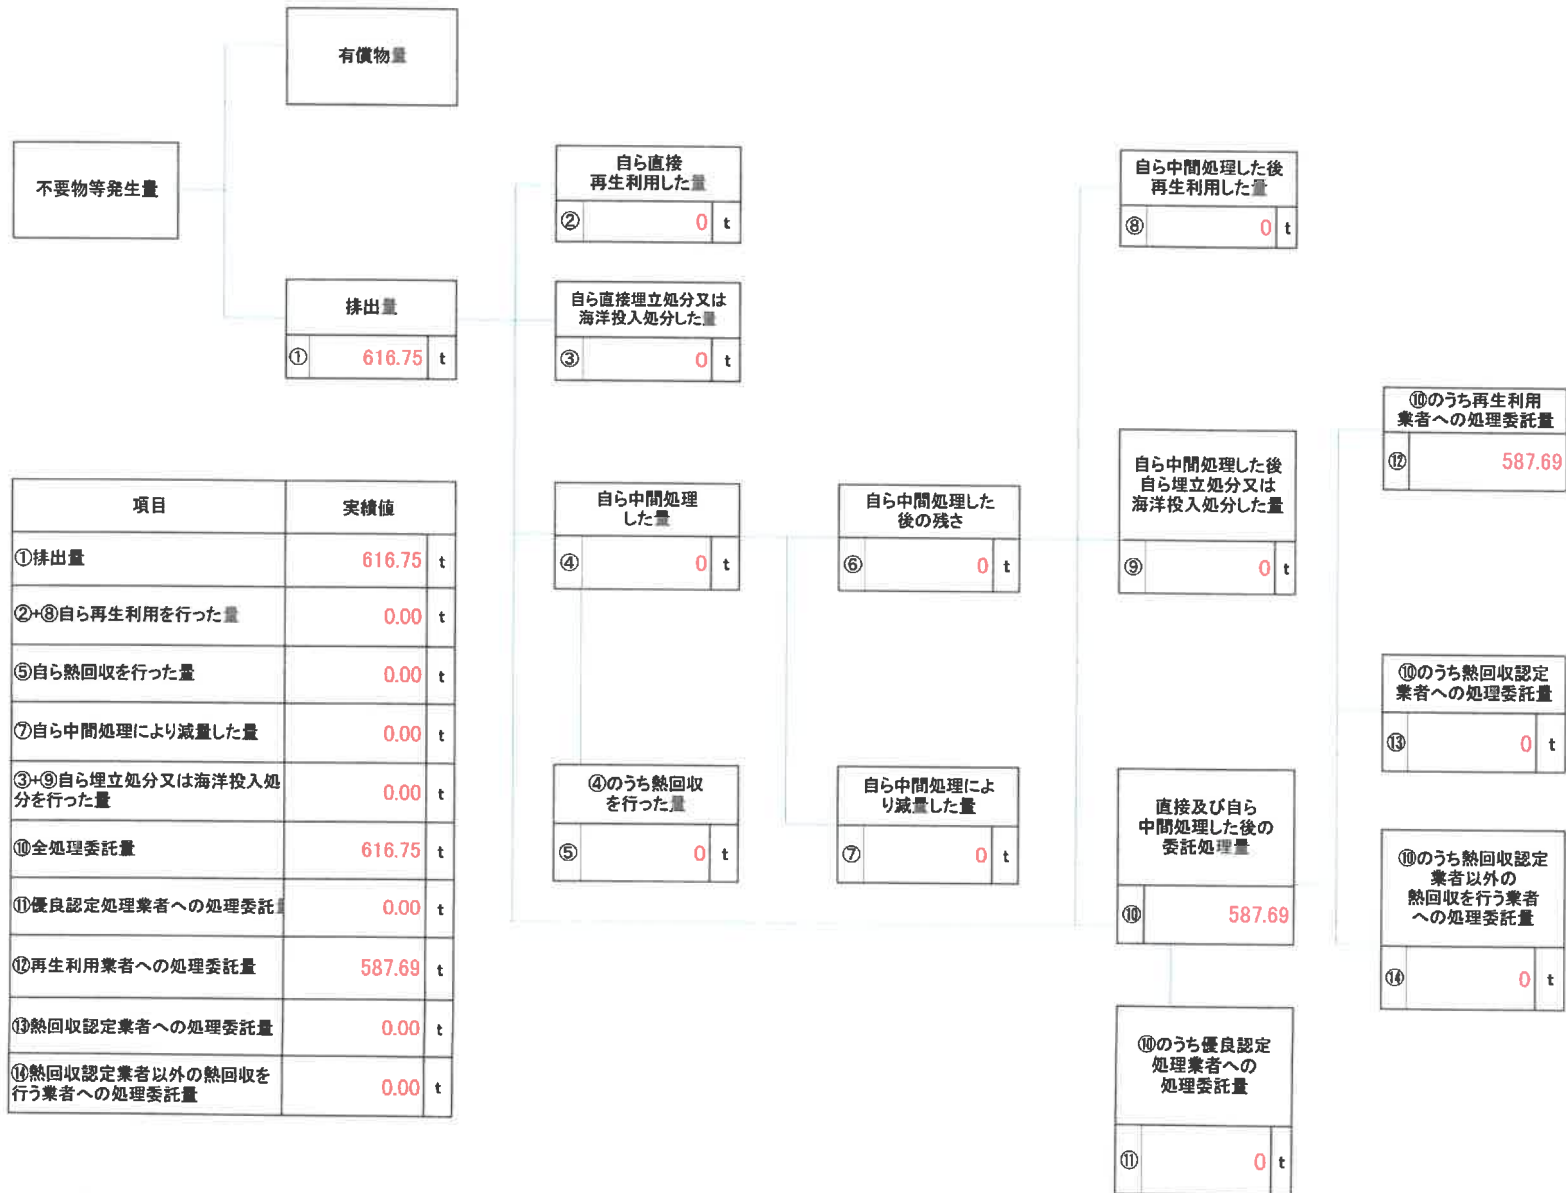 有償物量
不要物等発生量
排出量
① 616.75 t
自ら直接
再生利用した量
② 0 t
自ら直接埋立処分又は
海洋投入処分した量
③ 0 t
自ら中間処理
した量
④ 0 t
④のうち熱回収
を行った量
⑤ 0 t
自ら中間処理した
後の残さ
⑥ 0 t
自ら中間処理によ
り減量した量
⑦ 0 t
自ら中間処理した後
再生利用した量
⑧ 0 t
自ら中間処理した後
自ら埋立処分又は
海洋投入処分した量
⑨ 0 t
直接及び自ら
中間処理した後の
委託処理量
⑩ 587.69
⑩のうち優良認定
処理業者への
処理委託量
⑪ 0 t
⑩のうち再生利用
業者への処理委託量
⑫ 587.69
⑩のうち熱回収認定
業者への処理委託量
⑬ 0 t
⑩のうち熱回収認定
業者以外の
熱回収を行う業者
への処理委託量
⑭ 0 t
項目 実績値
①排出量 616.75 t
②+⑧自ら再生利用を行った量 0.00 t
⑤自ら熱回収を行った量 0.00 t
⑦自ら中間処理により減量した量 0.00 t
③+⑨自ら埋立処分又は海洋投入処
分を行った量 0.00 t
⑩全処理委託量 616.75 t
⑪優良認定処理業者への処理委託量 0.00 t
⑫再生利用業者への処理委託量 587.69 t
⑬熱回収認定業者への処理委託量 0.00 t
⑭熱回収認定業者以外の熱回収を
行う業者への処理委託量 0.00 t